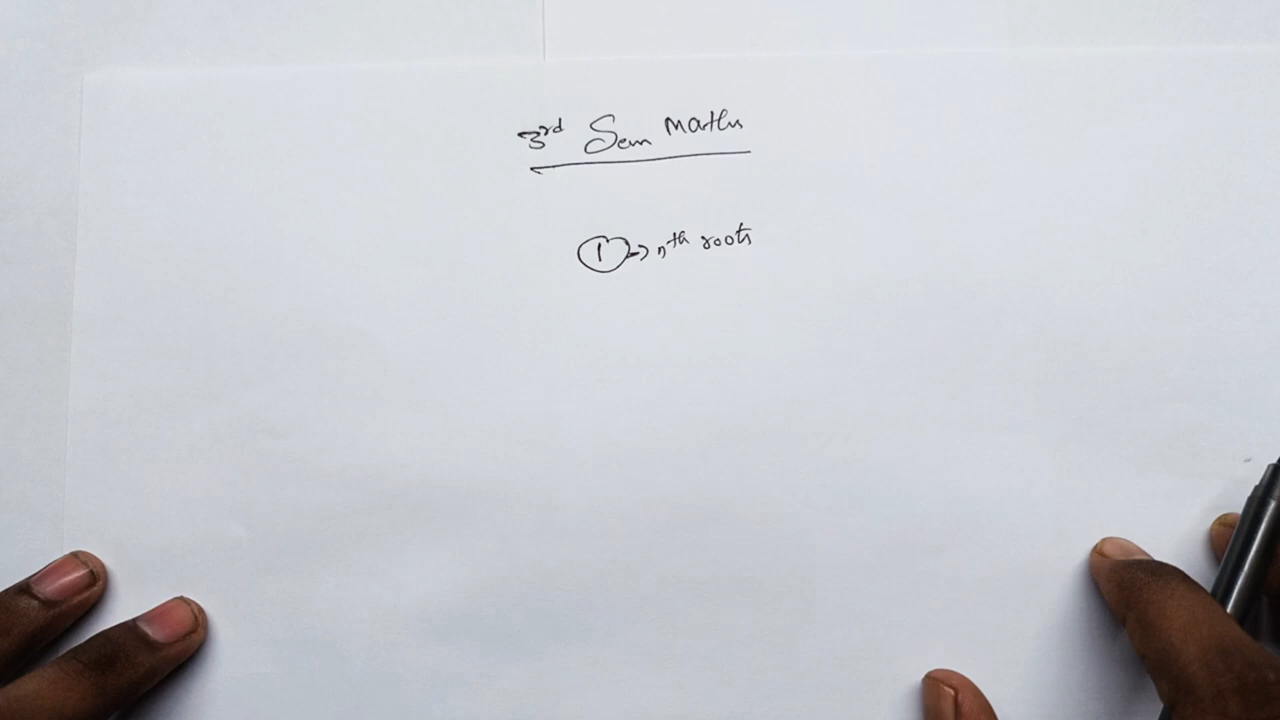 3rd Sem Maths
1 → nth roots